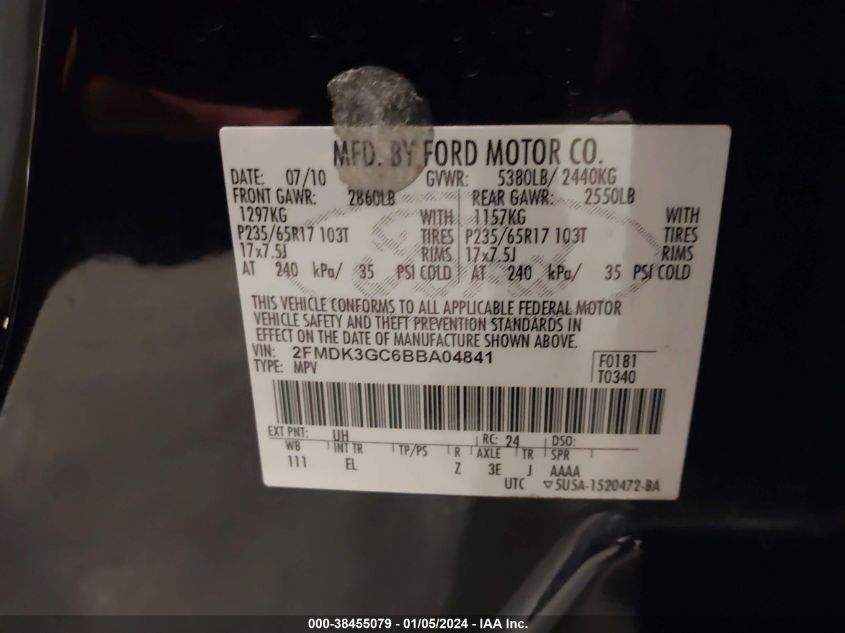 MFD. BY FORD MOTOR CO.
DATE: 07/10 GVWR: 5380LB/ 2440KG
FRONT GAWR: 2860LB REAR GAWR: 2550LB
1297KG WITH 1157KG WITH
P235/65R17 103T TIRES P235/65R17 103T TIRES
17x7.5J RIMS 17x7.5J RIMS
AT 240 kPa/ 35 PSI COLD AT 240 kPa/ 35 PSI COLD
THIS VEHICLE CONFORMS TO ALL APPLICABLE FEDERAL MOTOR
VEHICLE SAFETY AND THEFT PREVENTION STANDARDS IN
EFFECT ON THE DATE OF MANUFACTURE SHOWN ABOVE.
VIN: 2FMDK3GC6BBA04841
TYPE: MPV
F0181
T0340
EXT PNT: UH RC: 24 DSO:
WB INT TR TP/PS R AXLE TR SPR
111 EL Z 3E J AAAA
UTC ▽5U5A-1520472-BA
000-38455079 - 01/05/2024 - IAA Inc.